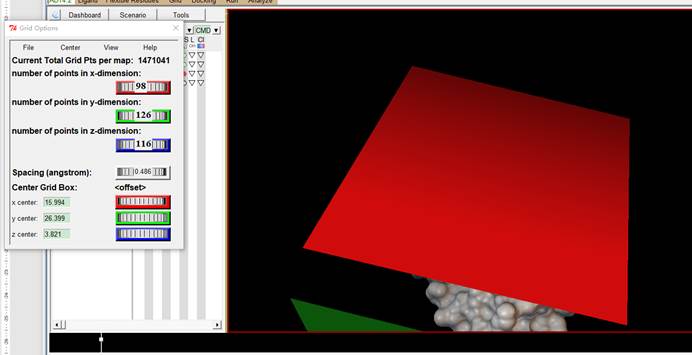 ADT4.2 Ligand Flexible Residues Grid Docking Run Analyze
Dashboard Scenario Tools
Grid Options
CMD
S L Cl
File Center View Help
Current Total Grid Pts per map: 1471041
number of points in x-dimension:
98
number of points in y-dimension:
126
number of points in z-dimension:
116
Spacing (angstrom): 0.486
Center Grid Box: <offset>
x center: 15.994
y center: 26.399
z center: 3.821